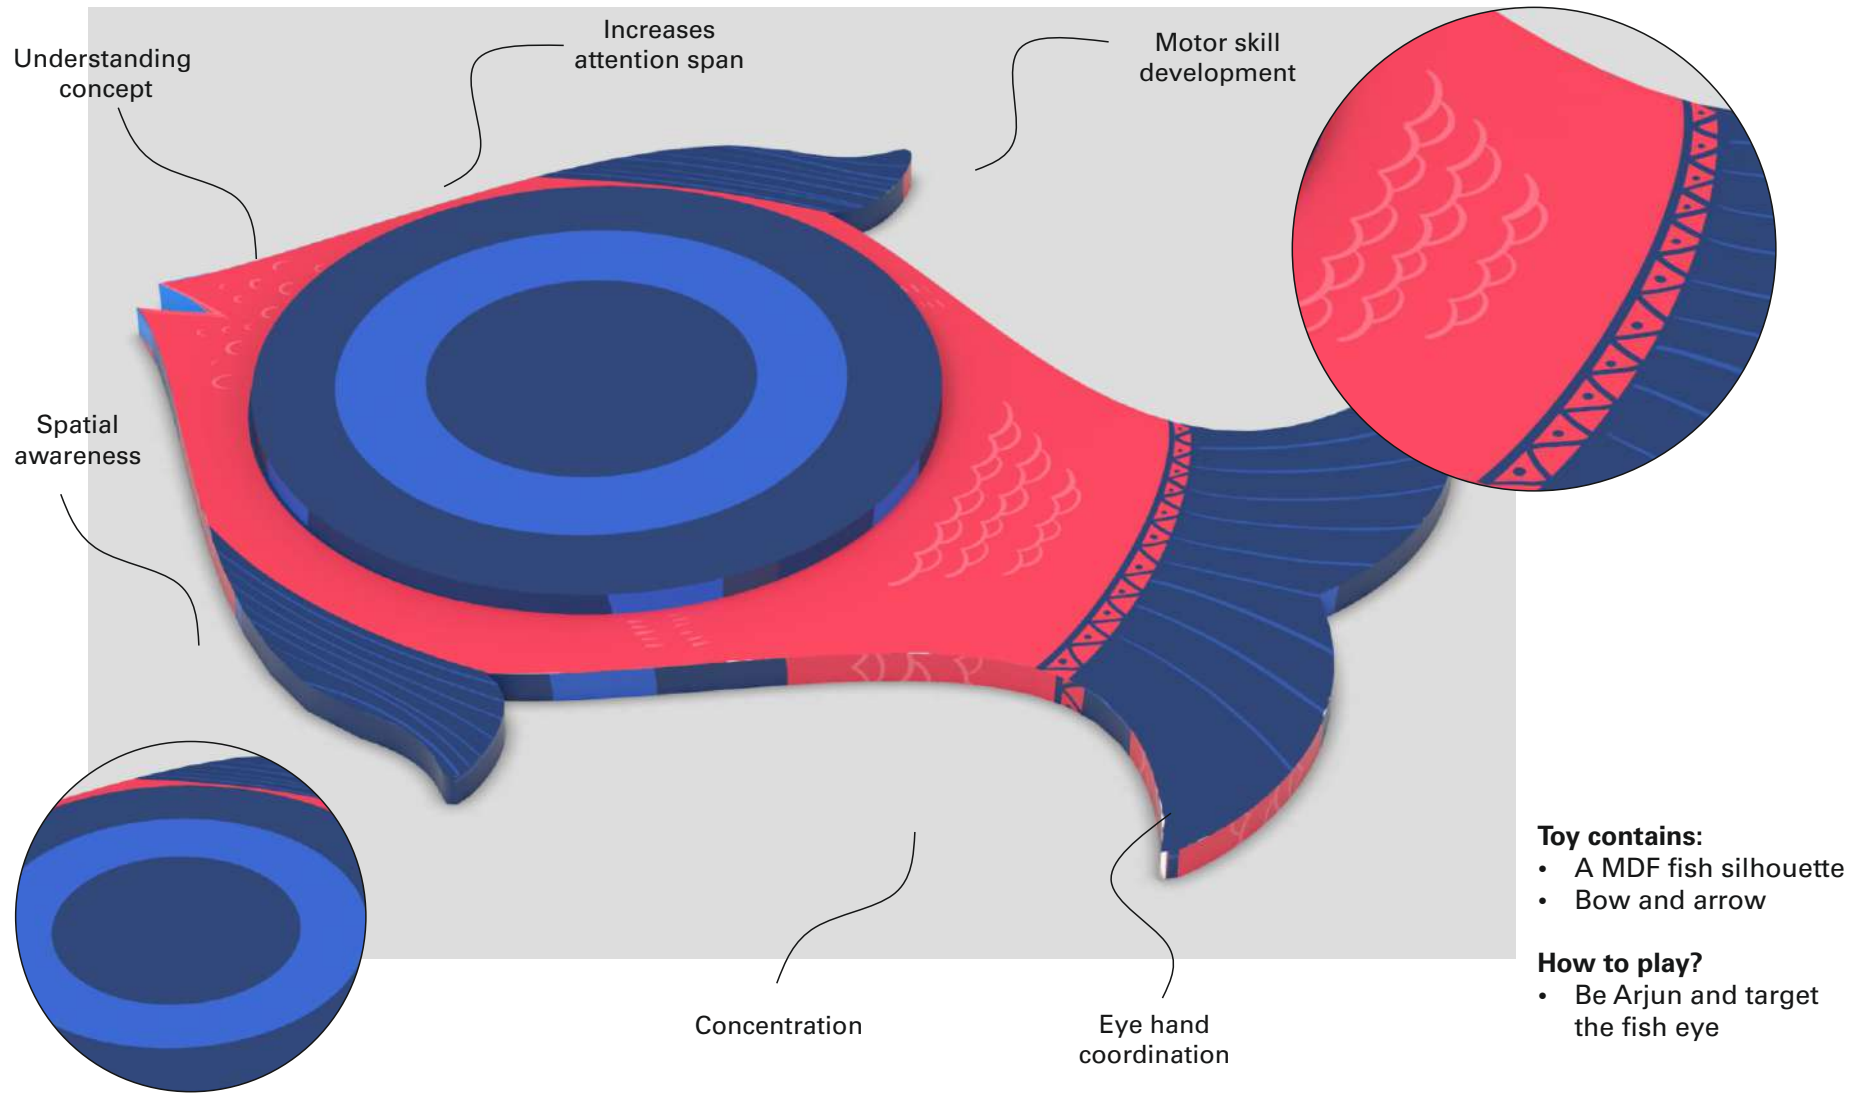 Increases
attention span
Motor skill
development
Understanding
concept
Spatial
awareness
Toy contains:
• A MDF fish silhouette
• Bow and arrow
How to play?
• Be Arjun and target
the fish eye
Concentration
Eye hand
coordination